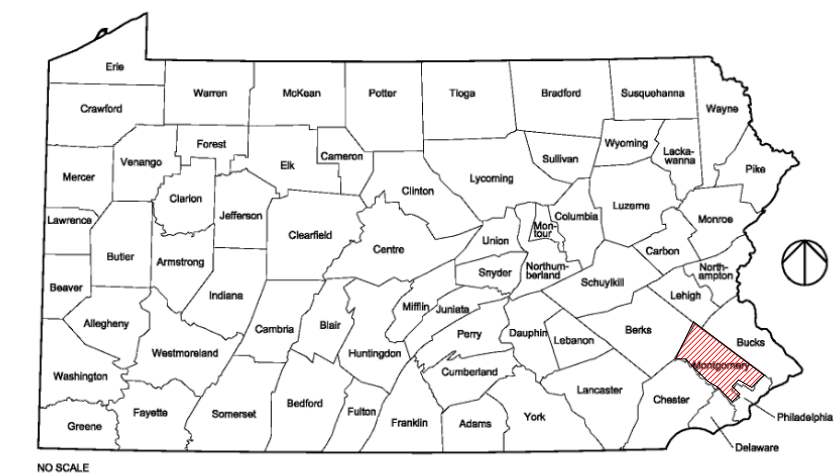 Erie
Crawford
Warren
McKean
Potter
Tioga
Bradford
Susquehanna
Wayne
Forest
Venango
Elk
Cameron
Mercer
Clarion
Jefferson
Clinton
Lycoming
Sullivan
Wyoming
Lacka-
wanna
Pike
Lawrence
Butler
Armstrong
Clearfield
Centre
Union
Mon-
tour
Columbia
Luzerne
Monroe
Carbon
Beaver
Indiana
Snyder
Northum-
berland
Schuylkill
North-
ampton
Lehigh
Allegheny
Westmoreland
Cambria
Blair
Huntingdon
Mifflin
Juniata
Perry
Dauphin
Lebanon
Berks
Bucks
Montgomery
Washington
Cumberland
Lancaster
Chester
Philadelphia
Delaware
Greene
Fayette
Somerset
Bedford
Fulton
Franklin
Adams
York
NO SCALE